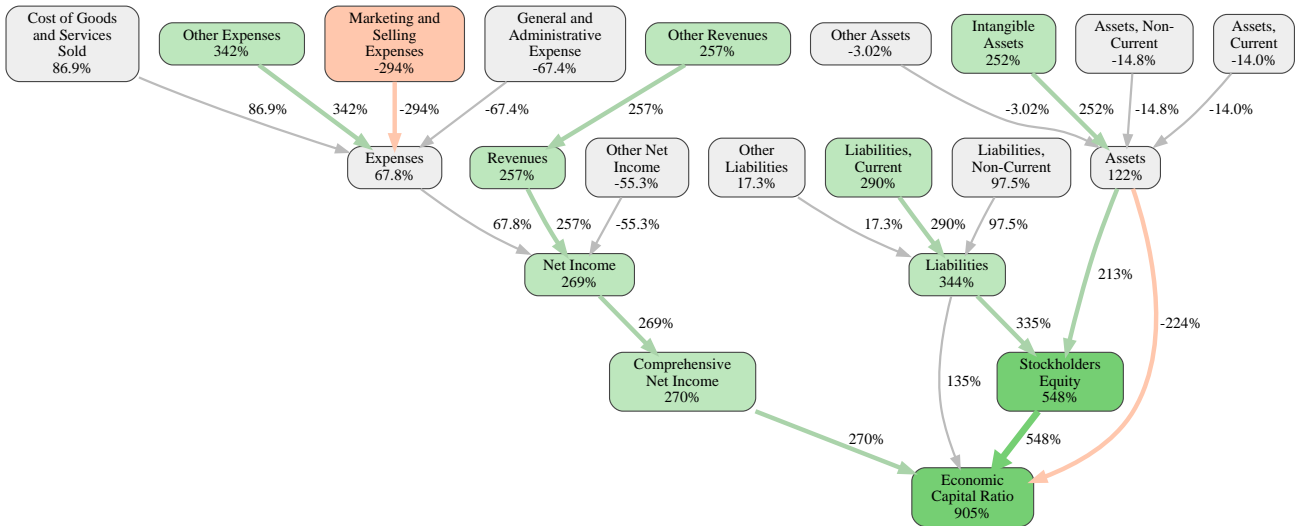 Cost of Goods
and Services
Sold
86.9%
Other Expenses
342%
Marketing and
Selling
Expenses
-294%
General and
Administrative
Expense
-67.4%
Other Revenues
257%
Other Assets
-3.02%
Intangible
Assets
252%
Assets, Non-
Current
-14.8%
Assets,
Current
-14.0%
86.9%
342%
-294%
-67.4%
257%
-3.02%
252%
-14.8%
-14.0%
Expenses
67.8%
Revenues
257%
Other Net
Income
-55.3%
Other
Liabilities
17.3%
Liabilities,
Current
290%
Liabilities,
Non-Current
97.5%
Assets
122%
67.8%
257%
-55.3%
17.3%
290%
97.5%
Net Income
269%
Liabilities
344%
213%
269%
335%
-224%
Comprehensive
Net Income
270%
135%
Stockholders
Equity
548%
270%
548%
Economic
Capital Ratio
905%